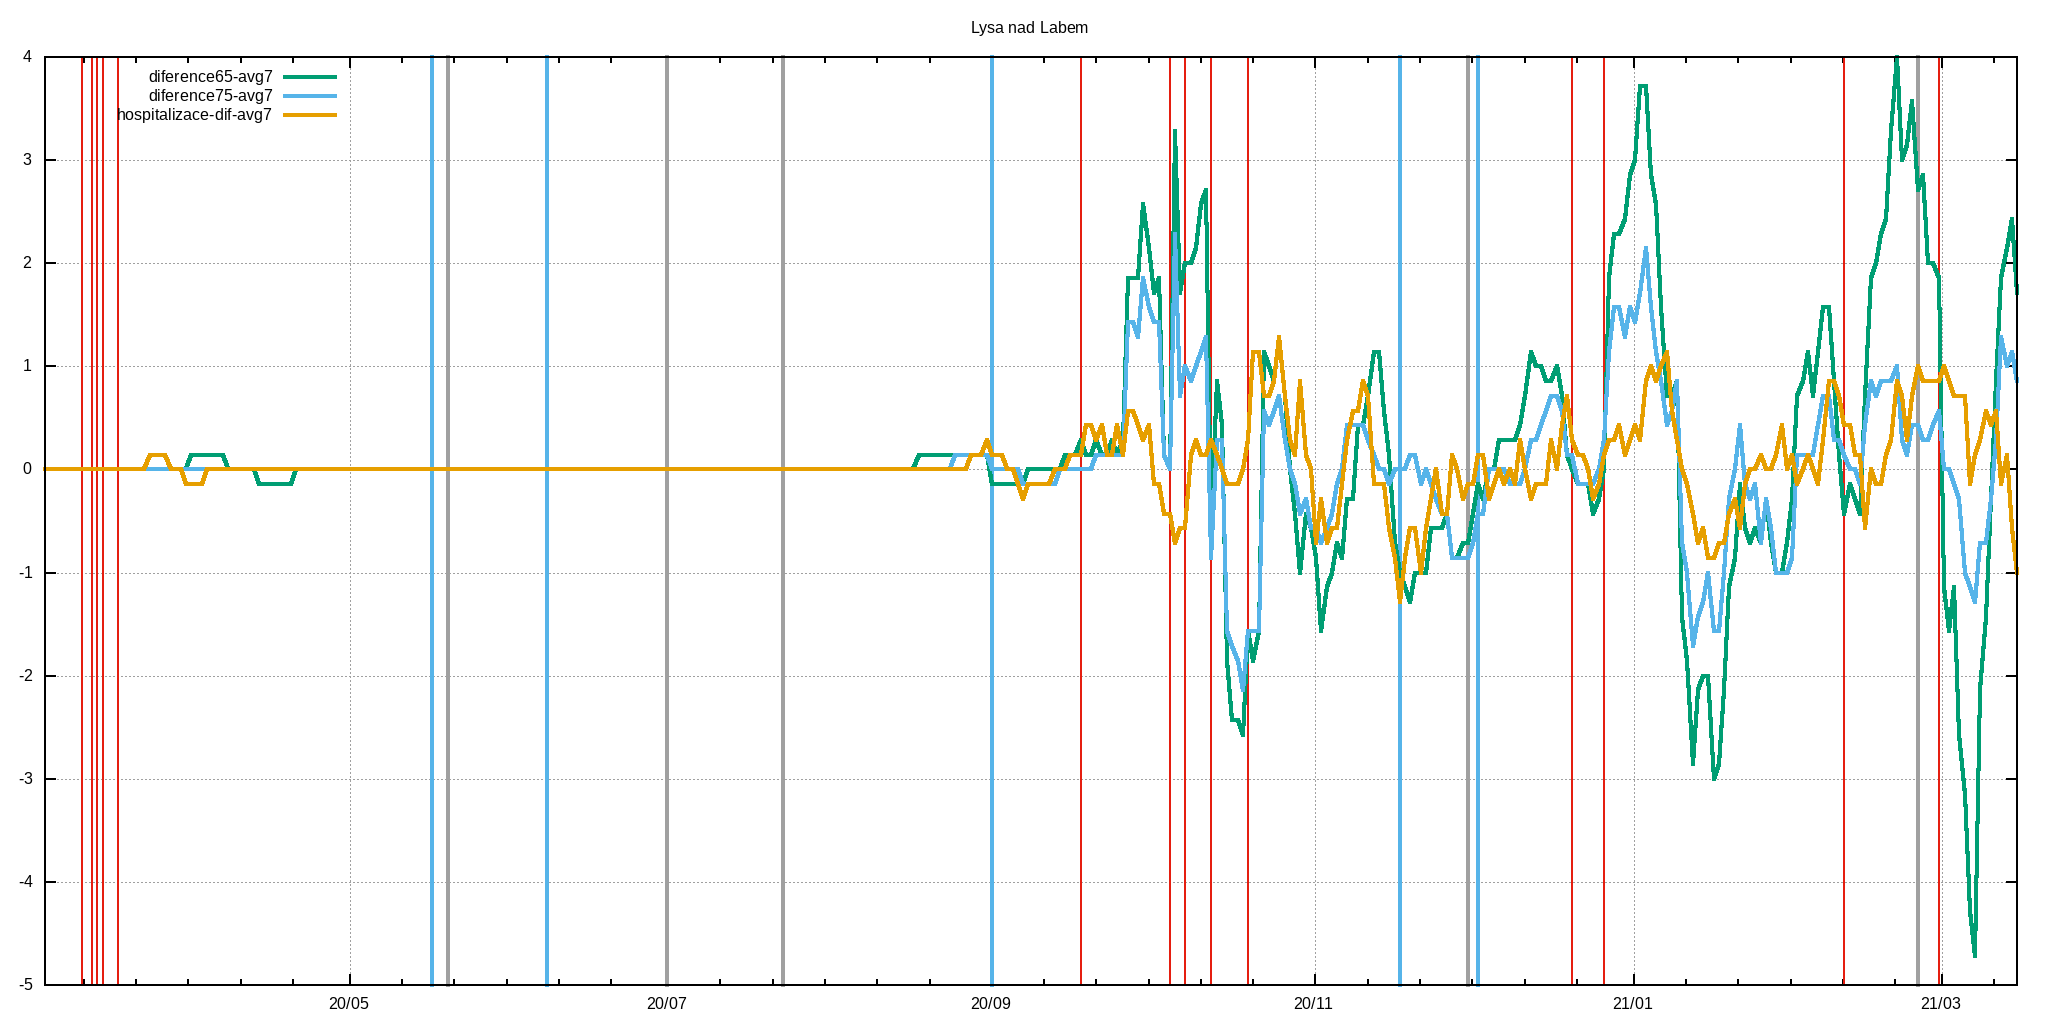 Lysa nad Labem
diference65-avg7
diference75-avg7
hospitalizace-dif-avg7
4
3
2
1
0
-1
-2
-3
-4
-5
20/05 20/07 20/09 20/11 21/01 21/03